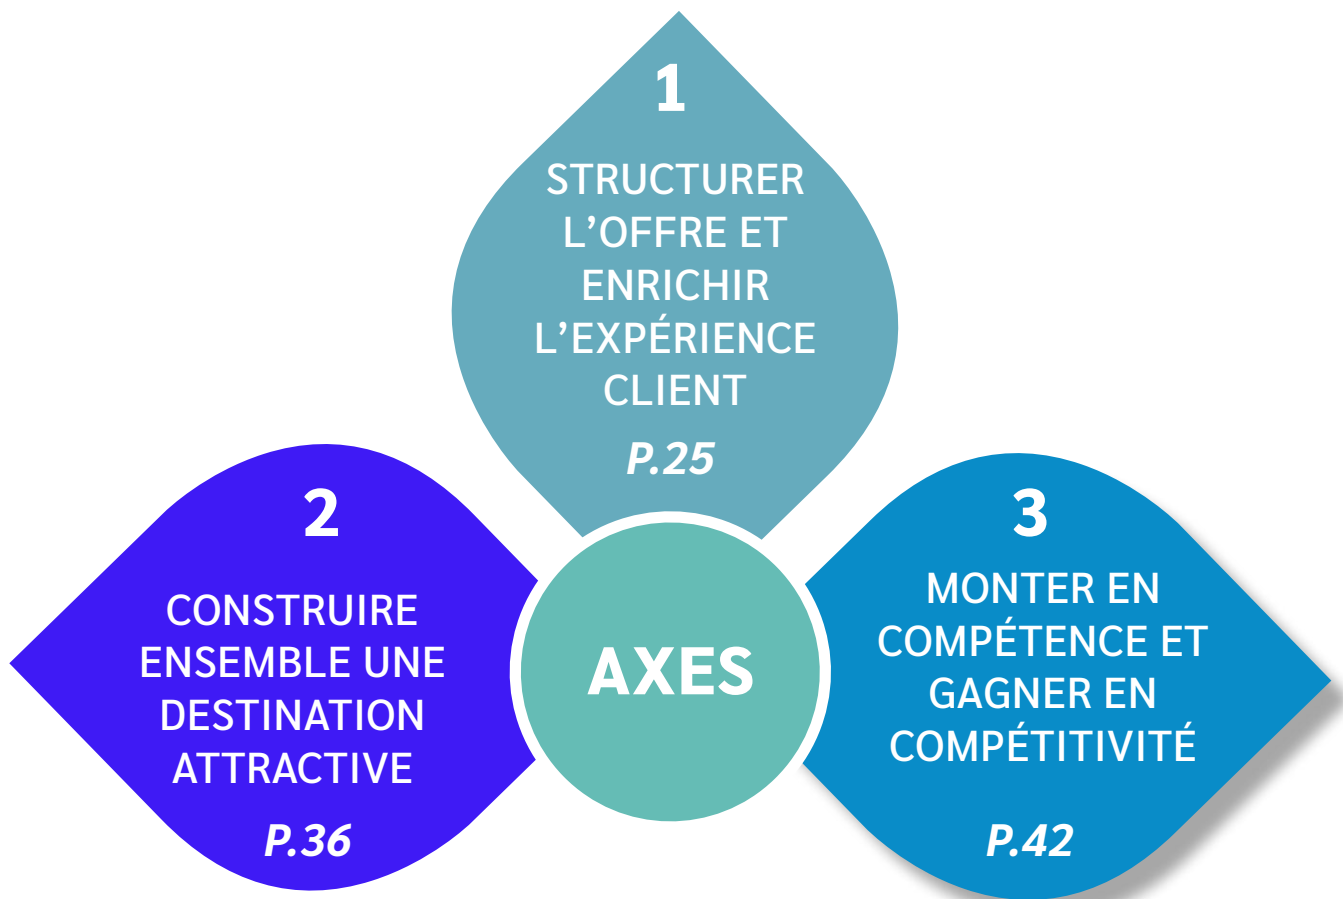 1
STRUCTURER
L’OFFRE ET
ENRICHIR
L’EXPÉRIENCE
CLIENT
P.25
2
CONSTRUIRE
ENSEMBLE UNE
DESTINATION
ATTRACTIVE
P.36
AXES
3
MONTER EN
COMPÉTENCE ET
GAGNER EN
COMPÉTITIVITÉ
P.42